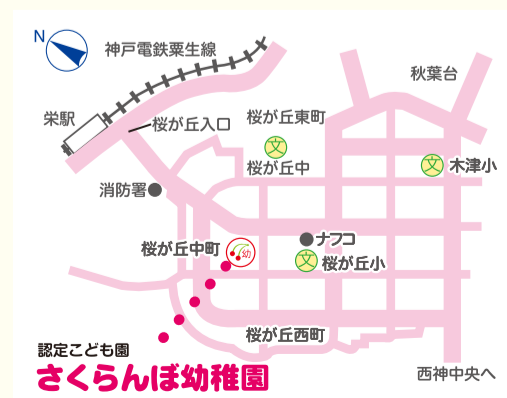 N
神戸電鉄粟生線
秋葉台
栄駅
桜が丘入口
桜が丘東町
文
桜が丘中
文
木津小
消防署
ナフコ
桜が丘中町
幼
文
桜が丘小
桜が丘西町
認定こども園
さくらんぼ幼稚園
西神中央へ